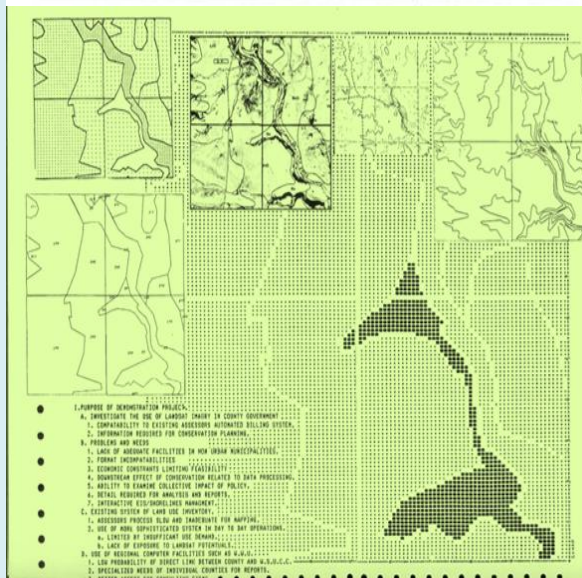 I.PURPOSE OF DEMONSTRATION PROJECT.
A. INVESTIGATE THE USE OF LANDSAT IMAGRY IN COUNTY GOVERNMENT
1. COMPATABILITY TO EXISTING ASSESSORS AUTOMATED BILLING SYSTEM.
2. INFORMATION REQUIRED FOR CONSERVATION PLANNING.
B. PROBLEMS AND NEEDS
1. LACK OF ADEQUATE FACILITIES IN NON URBAN MUNICIPALITIES.
2. FORMAT INCOMPATABILITIES
3. ECONOMIC CONSTRAINTS LIMITING FEASIBILITY
4. DOWNSTREAM EFFECT OF CONSERVATION RELATED TO DATA PROCESSING.
5. ABILITY TO EXAMINE COLLECTIVE IMPACT OF POLICY.
6. DETAIL REQUIRED FOR ANALYSIS AND REPORTS.
7. INTERACTIVE EIS/SHORELINES MANAGMENT.
C. EXISTING SYSTEM OF LAND USE INVENTORY.
1. ASSESSORS PROCESS SLOW AND INADEQUATE FOR MAPPING.
2. USE OF MORE SOPHISTICATED SYSTEM IN DAY TO DAY OPERATIONS.
a. LIMITED BY INSUFFICANT USE DEMAND.
b. LACK OF EXPOSURE TO LANDSAT POTENTIALS.
D. USE OF REGIONAL COMPUTER FACILITIES SUCH AS W.W.U.
1. LOW PROBABILITY OF DIRECT LINK BETWEEN COUNTY AND W.S.O.C.C.
2. SPECIALIZED NEEDS OF INDIVIDUAL COUNTIES FOR REPORTS.